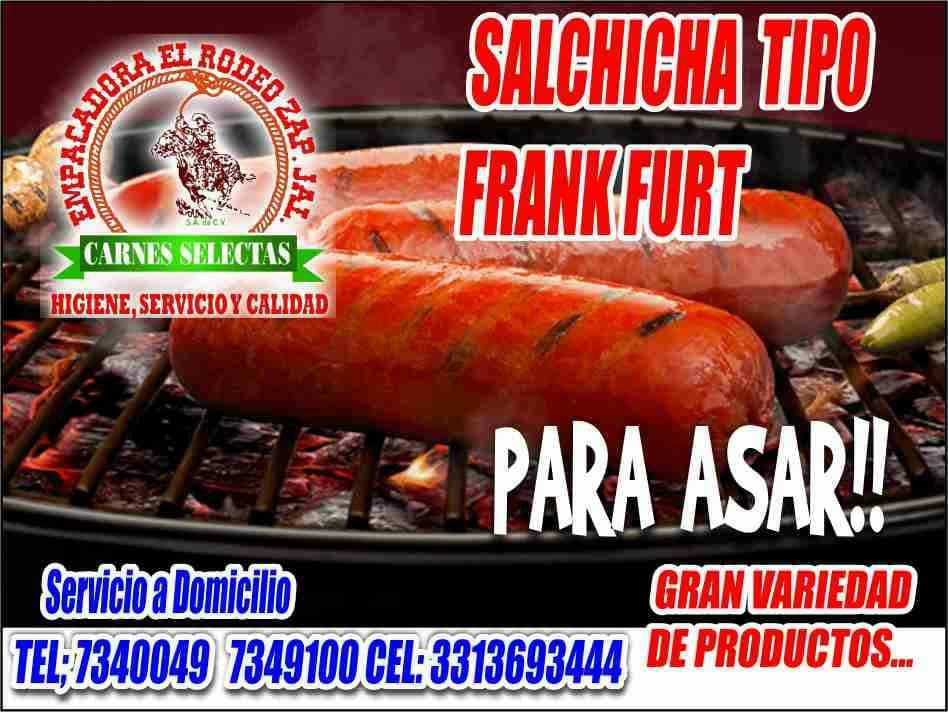 SALCHICHA TIPO
FRANK FURT
EMPACADORA EL RODEO ZAP. JAL.
S.A. de C.V.
CARNES SELECTAS
HIGIENE, SERVICIO Y CALIDAD
PARA ASAR!!
Servicio a Domicilio
GRAN VARIEDAD
DE PRODUCTOS...
TEL; 7340049 7349100 CEL: 3313693444